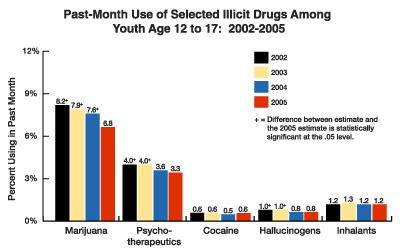 Past-Month Use of Selected Illicit Drugs Among
Youth Age 12 to 17: 2002-2005
12%
9%
6%
3%
0%
Percent Using in Past Month
2002
2003
2004
2005
+ = Difference between estimate and
the 2005 estimate is statistically
significant at the .05 level.
8.2+ 7.9+ 7.6+ 6.8
4.0+ 4.0+ 3.6 3.3
0.6 0.6 0.5 0.6
1.0+ 1.0+ 0.8 0.8
1.2 1.3 1.2 1.2
Marijuana
Psycho-
therapeutics
Cocaine
Hallucinogens
Inhalants